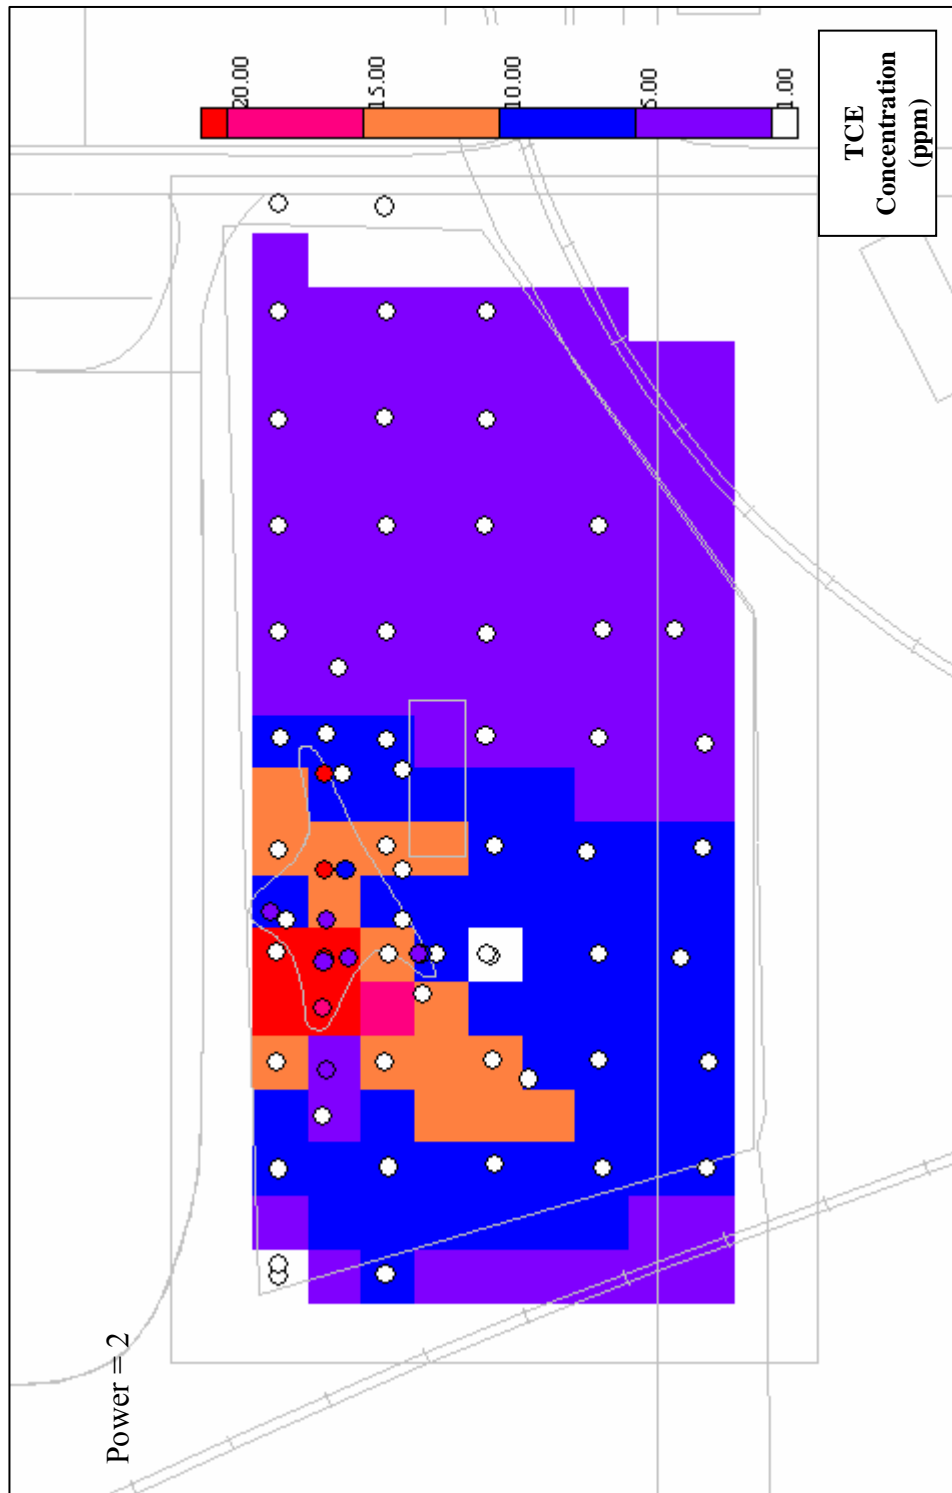 20.00
15.00
10.00
5.00
1.00
TCE
Concentration
(ppm)
Power = 2